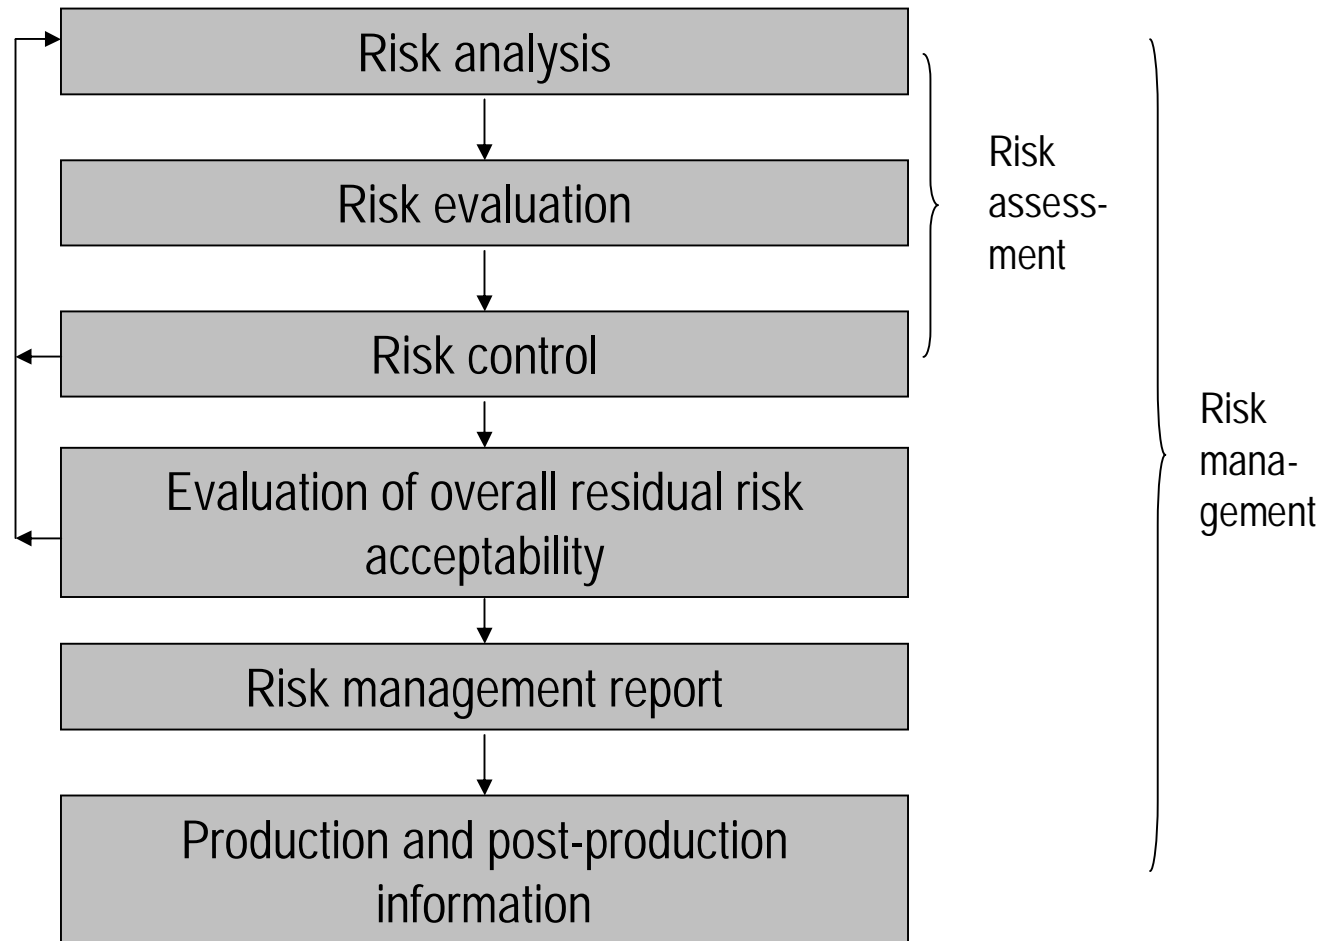 Risk analysis
Risk evaluation
Risk control
Evaluation of overall residual risk
acceptability
Risk management report
Production and post-production
information
Risk
assess-
ment
Risk
mana-
gement